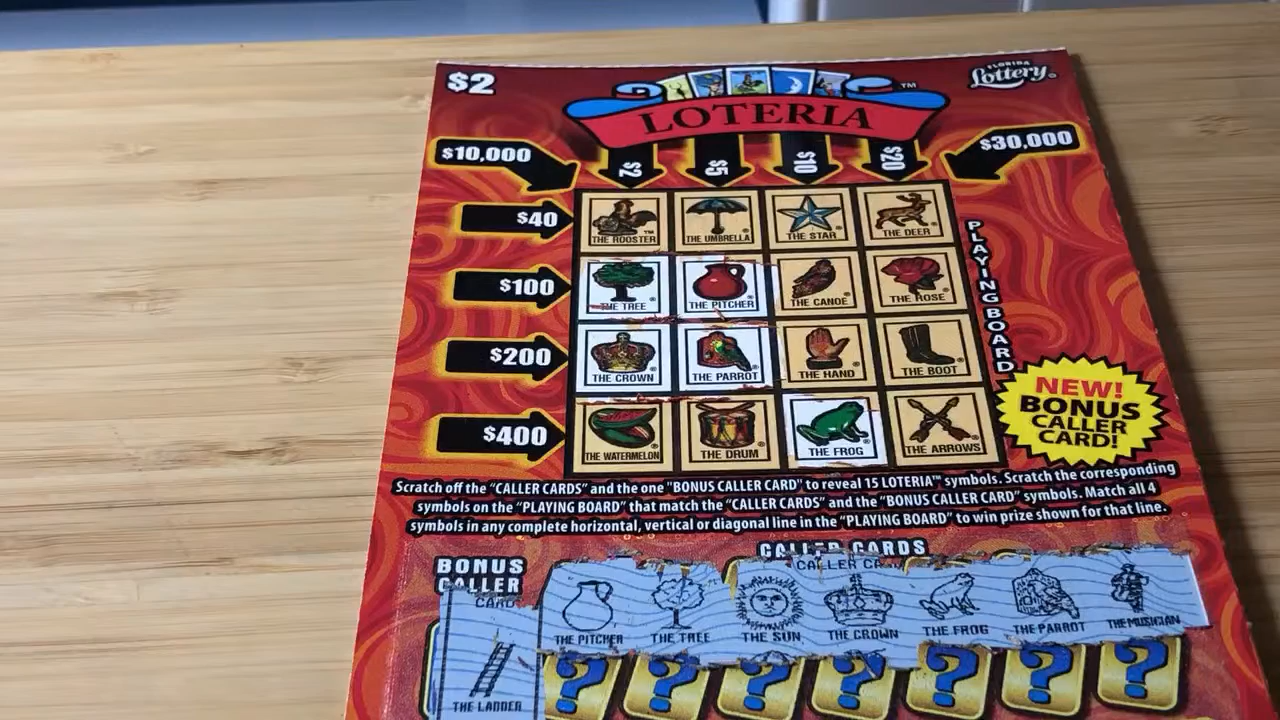 $2
FLORIDA
Lottery
LOTERIA™
$10,000
$2
$5
$10
$20
$30,000
$40
THE ROOSTER™
THE UMBRELLA®
THE STAR®
THE DEER®
$100
THE TREE®
THE PITCHER®
THE CANOE®
THE ROSE®
$200
THE CROWN®
THE PARROT®
THE HAND®
THE BOOT®
$400
THE WATERMELON®
THE DRUM®
THE FROG®
THE ARROWS®
PLAYING BOARD
NEW!
BONUS
CALLER
CARD!
Scratch off the "CALLER CARDS" and the one "BONUS CALLER CARD" to reveal 15 LOTERIA™ symbols. Scratch the corresponding
symbols on the "PLAYING BOARD" that match the "CALLER CARDS" and the "BONUS CALLER CARD" symbols. Match all 4
symbols in any complete horizontal, vertical or diagonal line in the "PLAYING BOARD" to win prize shown for that line.
CALLER CARDS
BONUS
CALLER
CARD
THE LADDER
THE PITCHER
THE TREE
THE SUN
THE CROWN
THE FROG
THE PARROT
THE MUSICIAN
? ? ? ? ? ? ?